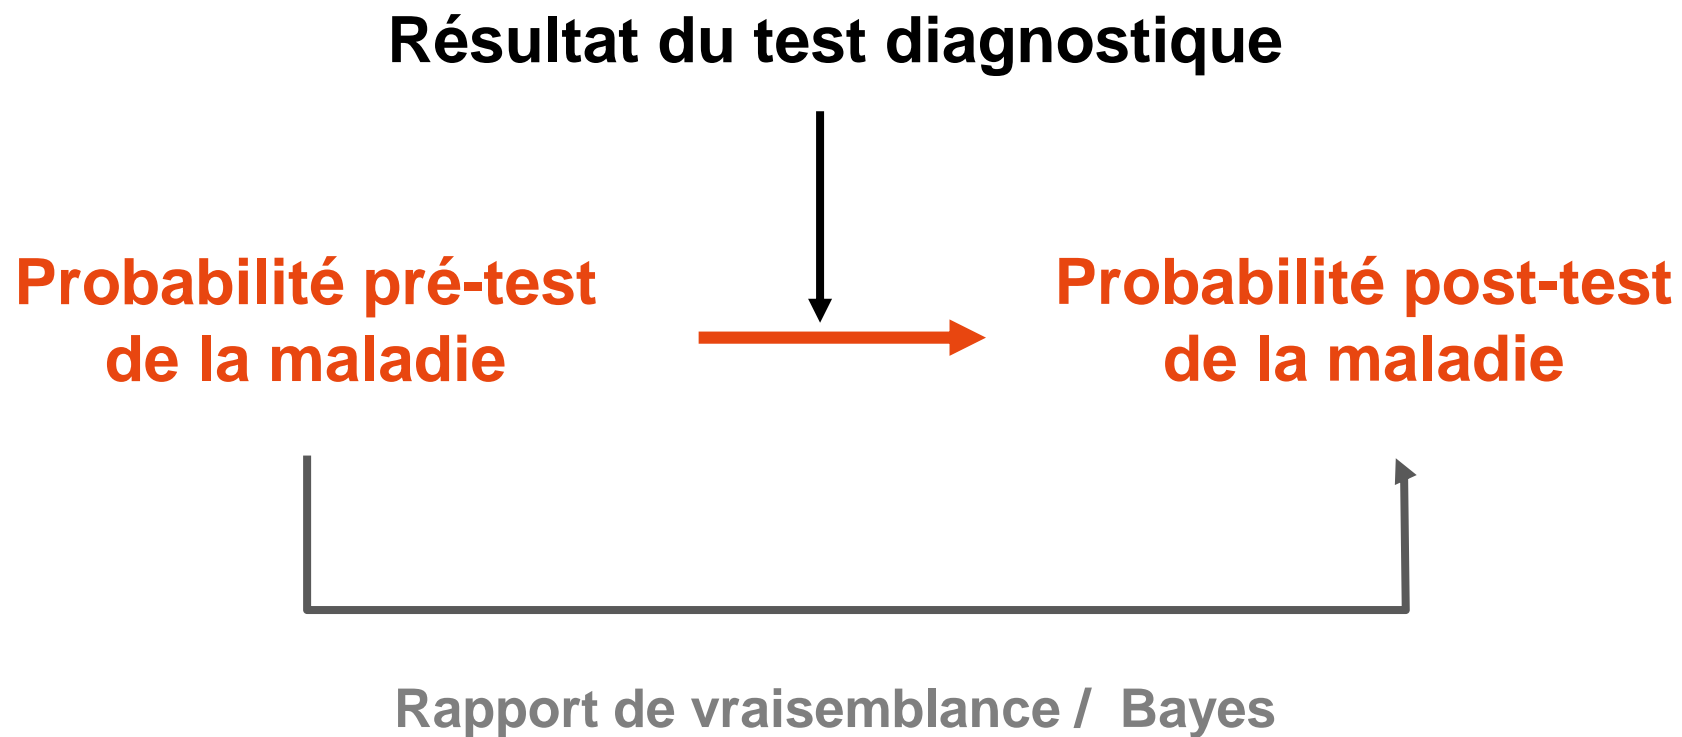 Résultat du test diagnostique
Probabilité pré-test
de la maladie
Probabilité post-test
de la maladie
Rapport de vraisemblance / Bayes